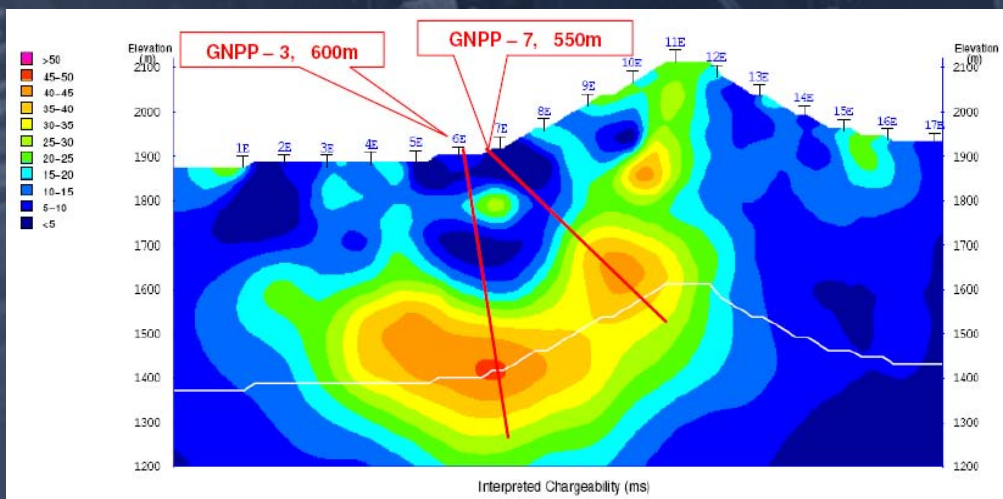 GNPP – 3, 600m
GNPP – 7, 550m
>50
45-50
40-45
35-40
30-35
25-30
20-25
15-20
10-15
5-10
<5
Elevation
(m)
2100
2000
1900
1800
1700
1600
1500
1400
1300
1200
1E
2E
3E
4E
5E
6E
7E
8E
9E
10E
11E
12E
13E
14E
15E
16E
17E
Elevation
(m)
2100
2000
1900
1800
1700
1600
1500
1400
1300
1200
Interpreted Chargeability (ms)